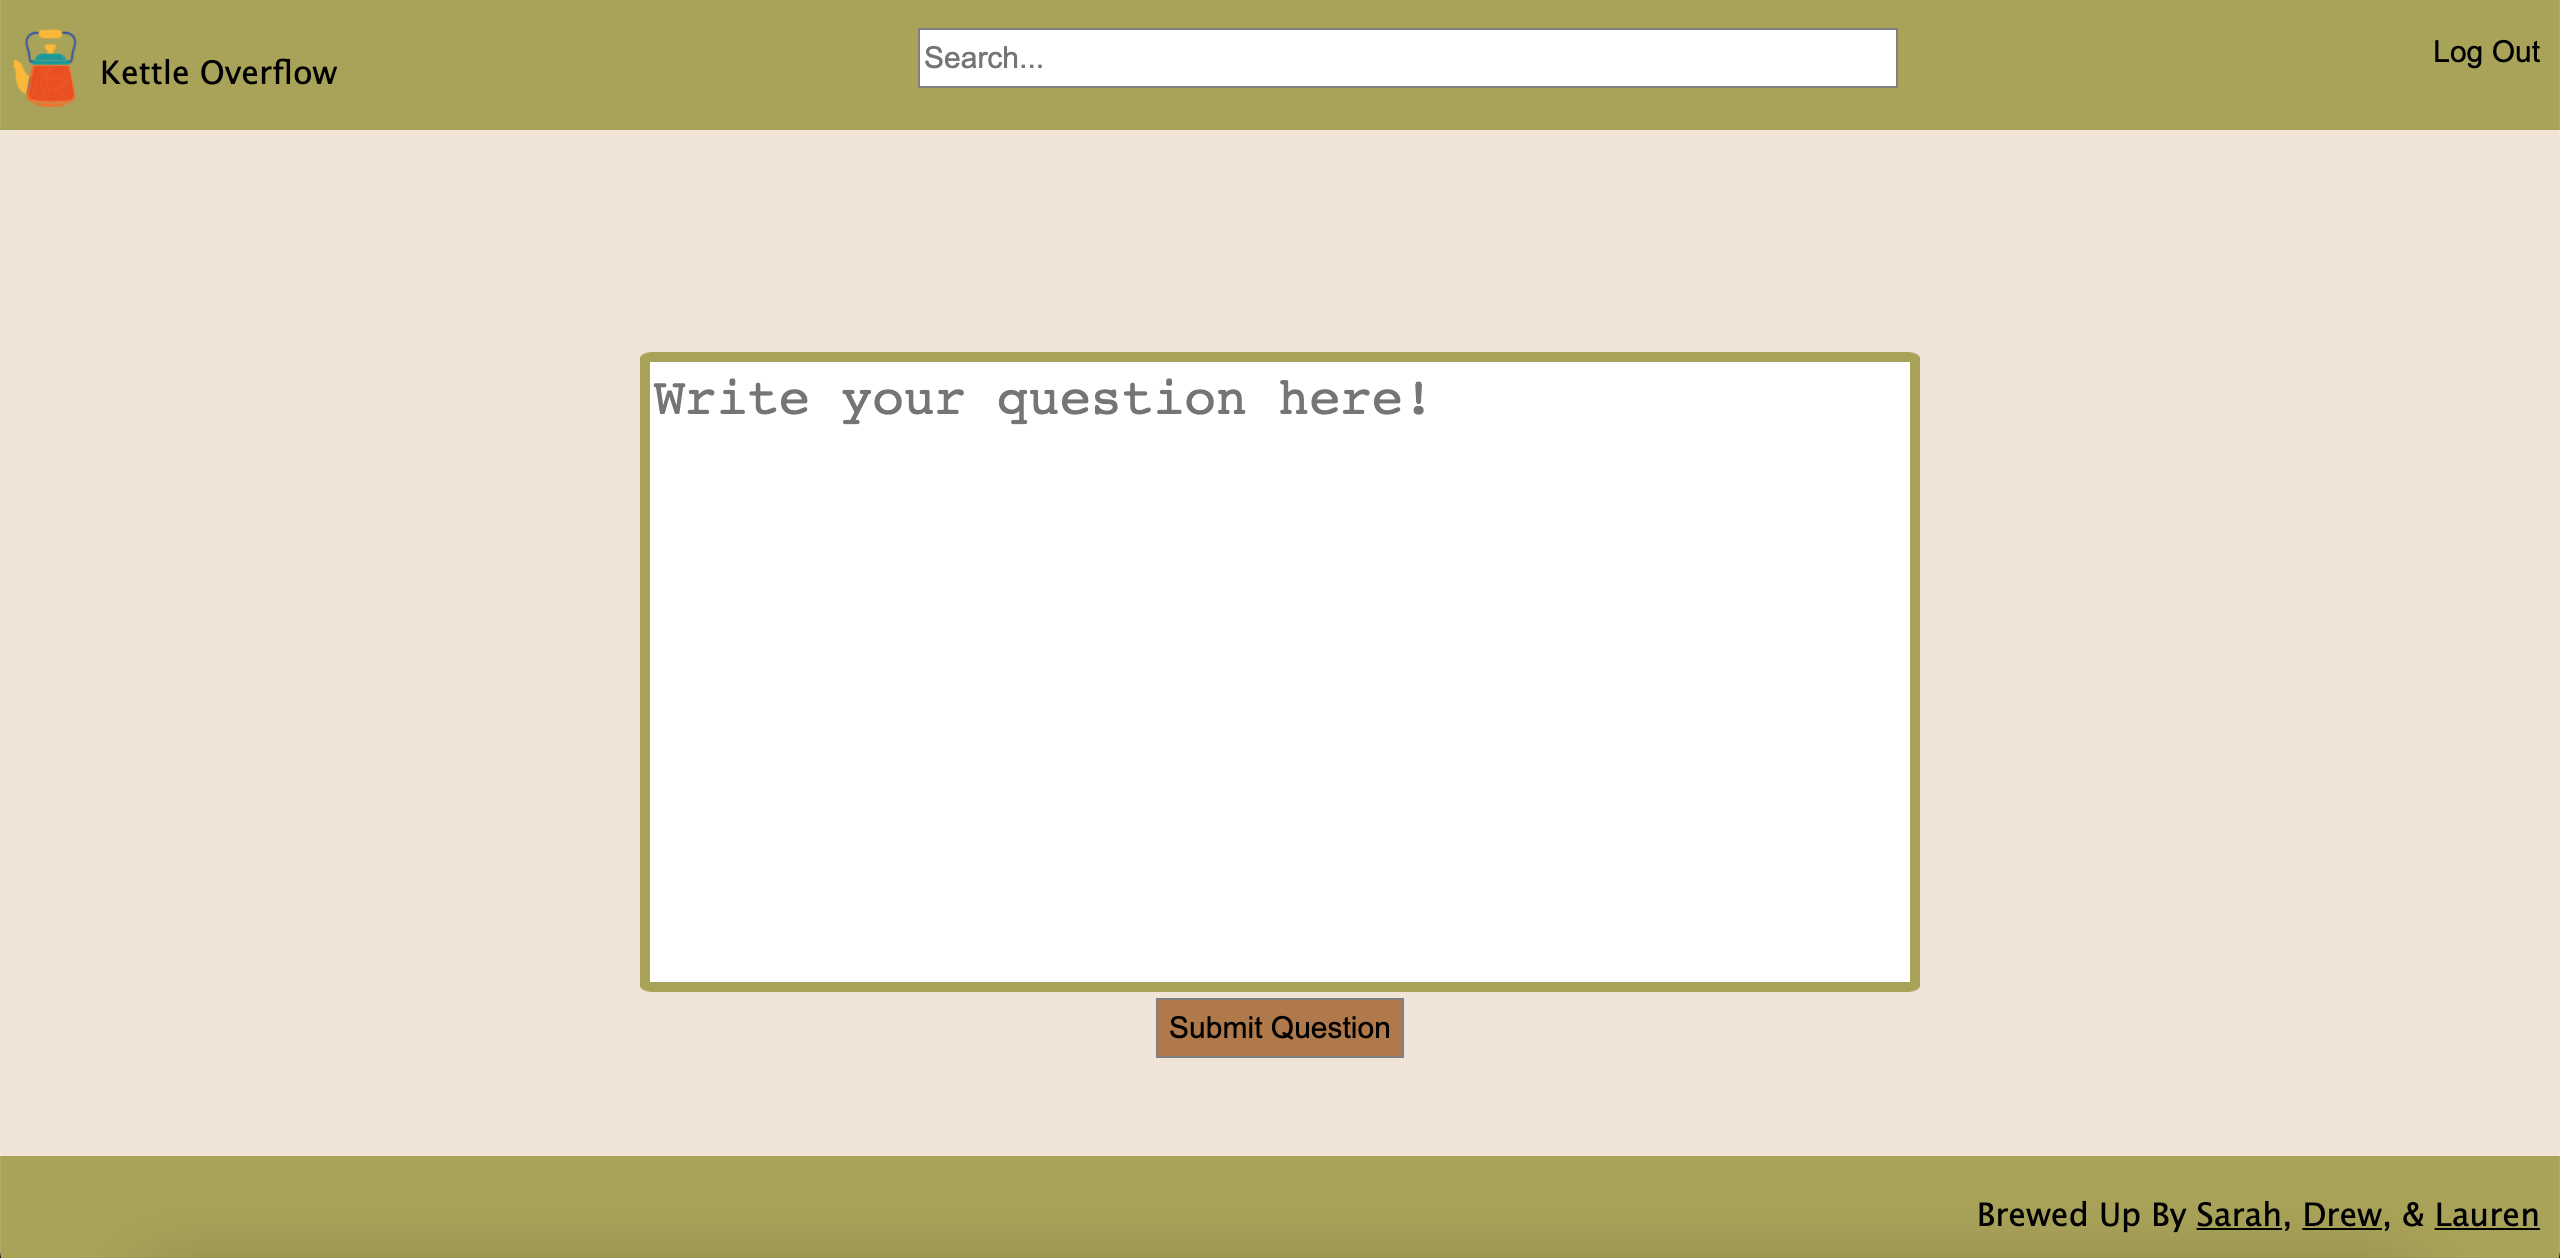 Kettle Overflow
Search...
Log Out
Write your question here!
Submit Question
Brewed Up By Sarah, Drew, & Lauren